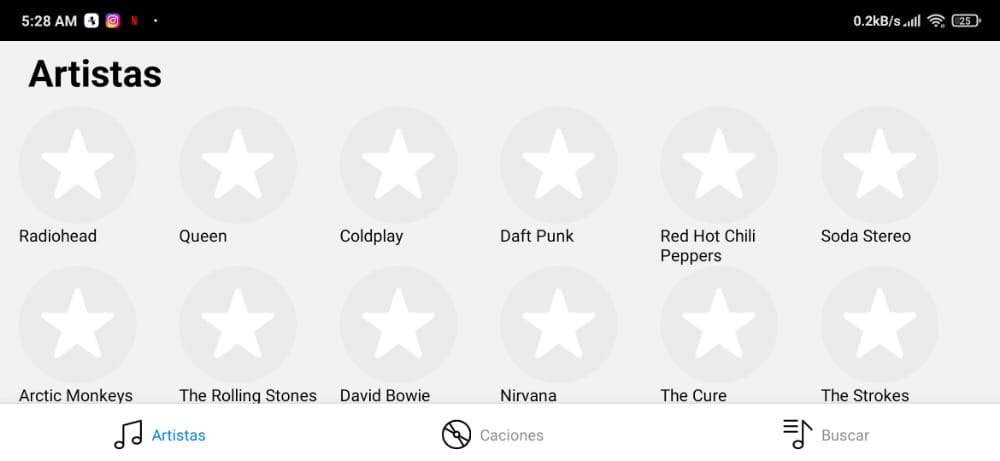 5:28 AM N 0.2kB/s 25
Artistas
Radiohead Queen Coldplay Daft Punk Red Hot Chili Soda Stereo
Peppers
Arctic Monkeys The Rolling Stones David Bowie Nirvana The Cure The Strokes
Artistas Caciones Buscar